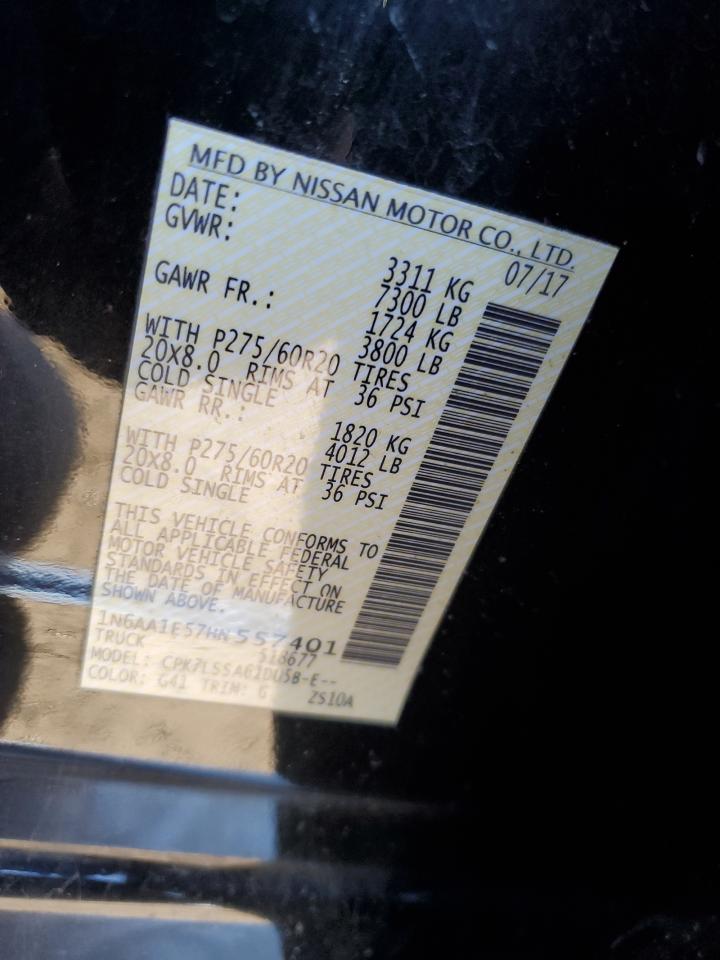 MFD BY NISSAN MOTOR CO., LTD.
DATE: 07/17
GVWR: 3311 KG
7300 LB
GAWR FR.: 1724 KG
3800 LB
WITH P275/60R20 TIRES
20X8.0 RIMS AT 36 PSI
COLD SINGLE
GAWR RR.: 1820 KG
4012 LB
WITH P275/60R20 TIRES
20X8.0 RIMS AT 36 PSI
COLD SINGLE
THIS VEHICLE CONFORMS TO
ALL APPLICABLE FEDERAL
MOTOR VEHICLE SAFETY
STANDARDS IN EFFECT ON
THE DATE OF MANUFACTURE
SHOWN ABOVE.
1N6AA1E57HN557401
TRUCK 518677
MODEL:
COLOR: G41 TRIM: G ZS10A